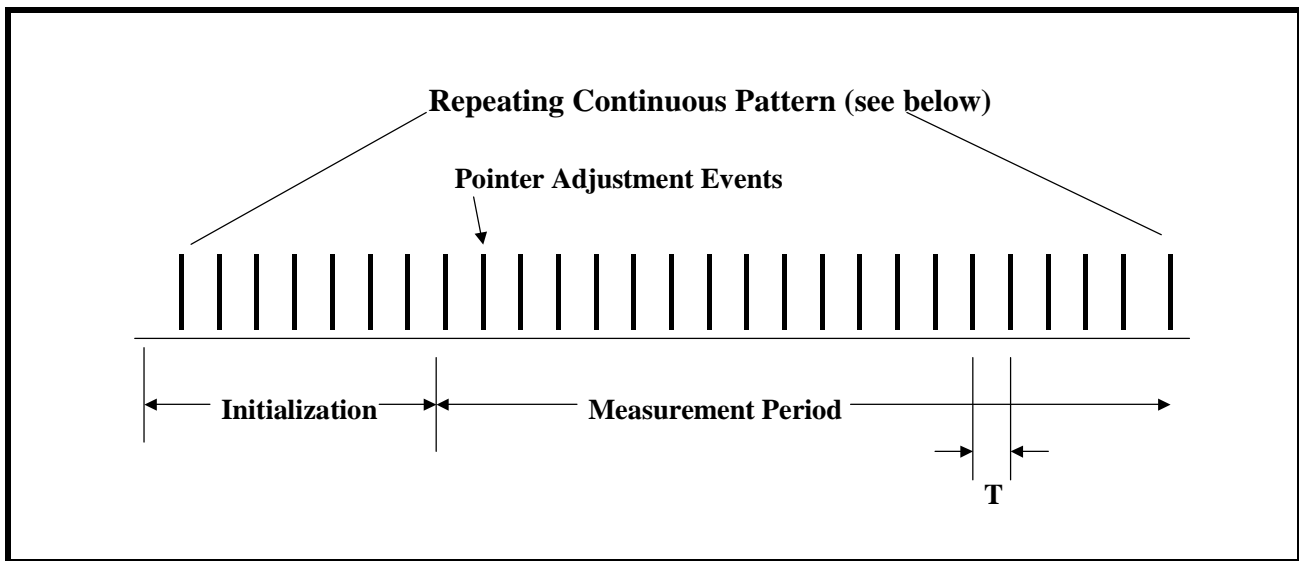 Repeating Continuous Pattern (see below)
Pointer Adjustment Events
Initialization
Measurement Period
T